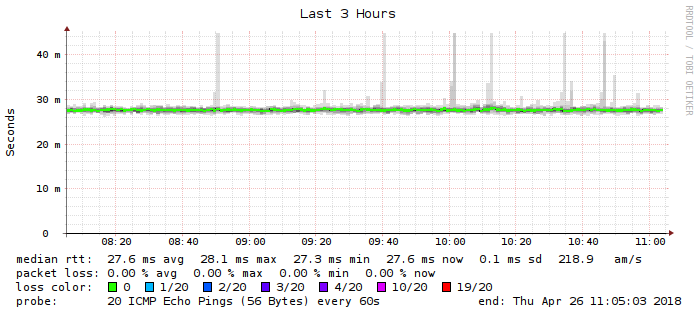 Last 3 Hours
RRDTOOL / TOBI OETIKER
Seconds
40 m
30 m
20 m
10 m
0
08:20 08:40 09:00 09:20 09:40 10:00 10:20 10:40 11:00
median rtt: 27.6 ms avg 28.1 ms max 27.3 ms min 27.6 ms now 0.1 ms sd 218.9 am/s
packet loss: 0.00 % avg 0.00 % max 0.00 % min 0.00 % now
loss color: 0 1/20 2/20 3/20 4/20 10/20 19/20
probe: 20 ICMP Echo Pings (56 Bytes) every 60s end: Thu Apr 26 11:05:03 2018